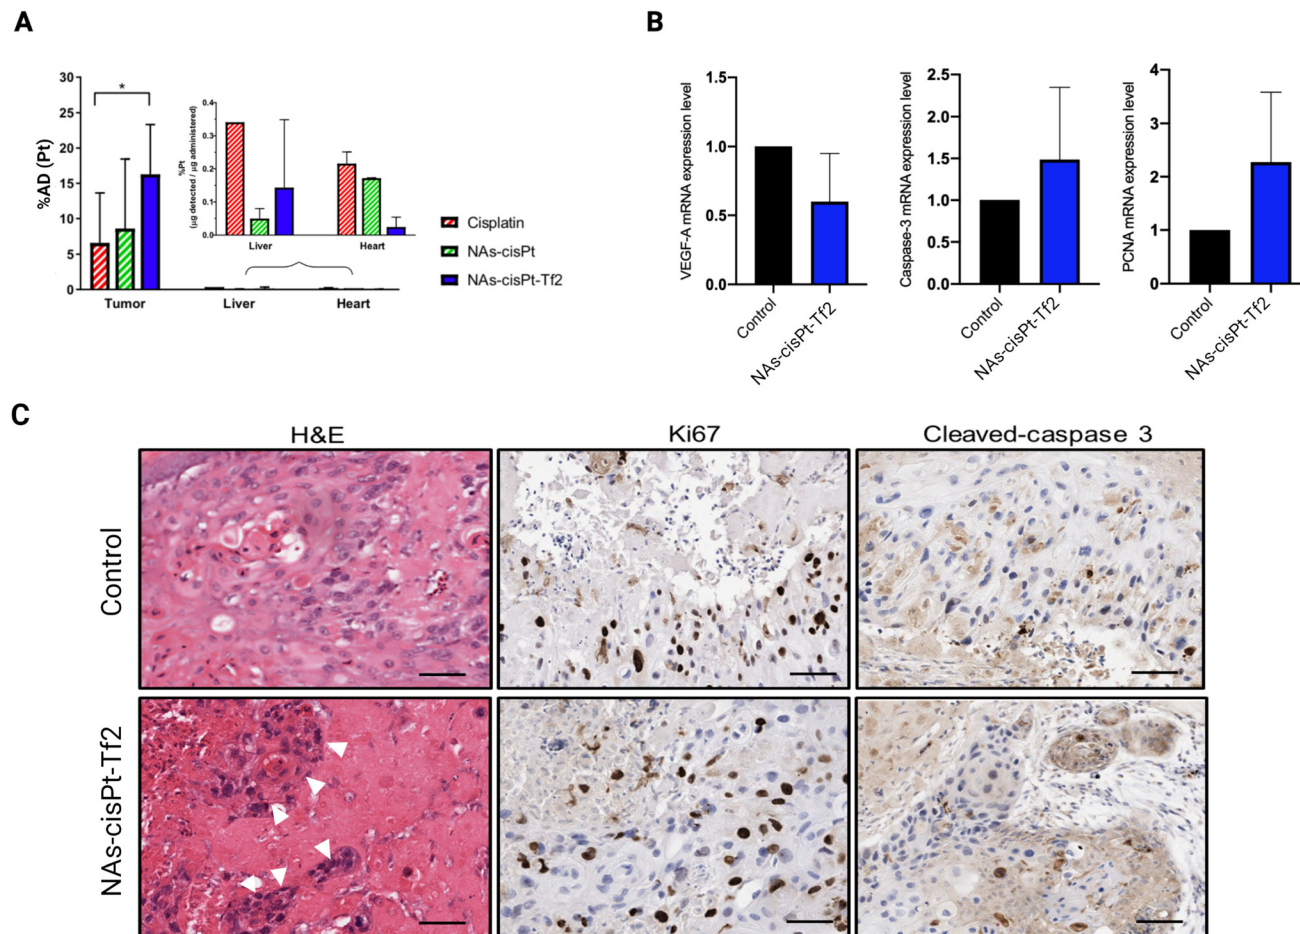 A
B
30
25
20
15
10
5
0
%AD (Pt)
*
0.4
0.3
0.2
0.1
0.0
%Pt
(µg detected / µg administered)
Liver
Heart
Tumor
Liver
Heart
Cisplatin
NAs-cisPt
NAs-cisPt-Tf2
1.5
1.0
0.5
0.0
VEGF-A mRNA expression level
Control
NAs-cisPt-Tf2
2.5
2.0
1.5
1.0
0.5
0.0
Caspase-3 mRNA expression level
Control
NAs-cisPt-Tf2
4
3
2
1
0
PCNA mRNA expression level
Control
NAs-cisPt-Tf2
C
H&E
Ki67
Cleaved-caspase 3
Control
NAs-cisPt-Tf2